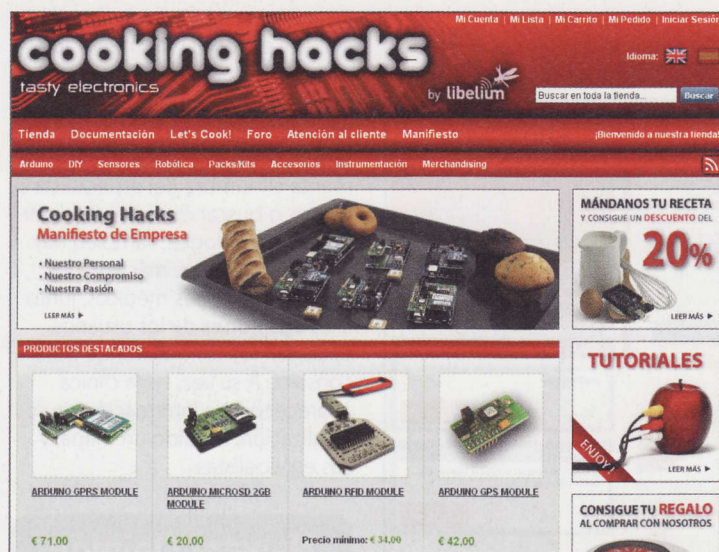 Mi Cuenta | Mi Lista | Mi Carrito | Mi Pedido | Iniciar Sesión
cooking hacks
tasty electronics
by libelium
Idioma:
Buscar en toda la tienda...
Buscar
Tienda Documentación Let's Cook! Foro Atención al cliente Manifiesto
¡Bienvenido a nuestra tienda!
Arduino DIY Sensores Robótica Packs/Kits Accesorios Instrumentación Merchandising
Cooking Hacks
Manifiesto de Empresa
• Nuestro Personal
• Nuestro Compromiso
• Nuestra Pasión
LEER MÁS ►
MÁNDANOS TU RECETA
Y CONSIGUE UN DESCUENTO DEL
20%
LEER MÁS ►
PRODUCTOS DESTACADOS
ARDUINO GPRS MODULE
€ 71,00
ARDUINO MICROSD 2GB
MODULE
€ 20,00
ARDUINO RFID MODULE
Precio mínimo: € 34,00
ARDUINO GPS MODULE
€ 42,00
TUTORIALES
ENJOY!
LEER MÁS ►
CONSIGUE TU REGALO
AL COMPRAR CON NOSOTROS